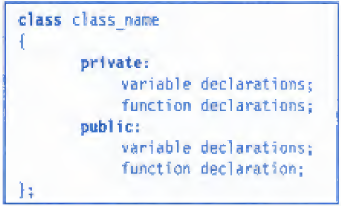 class class_name
{
private:
variable declarations;
function declarations;
public:
variable declarations;
function declaration;
};